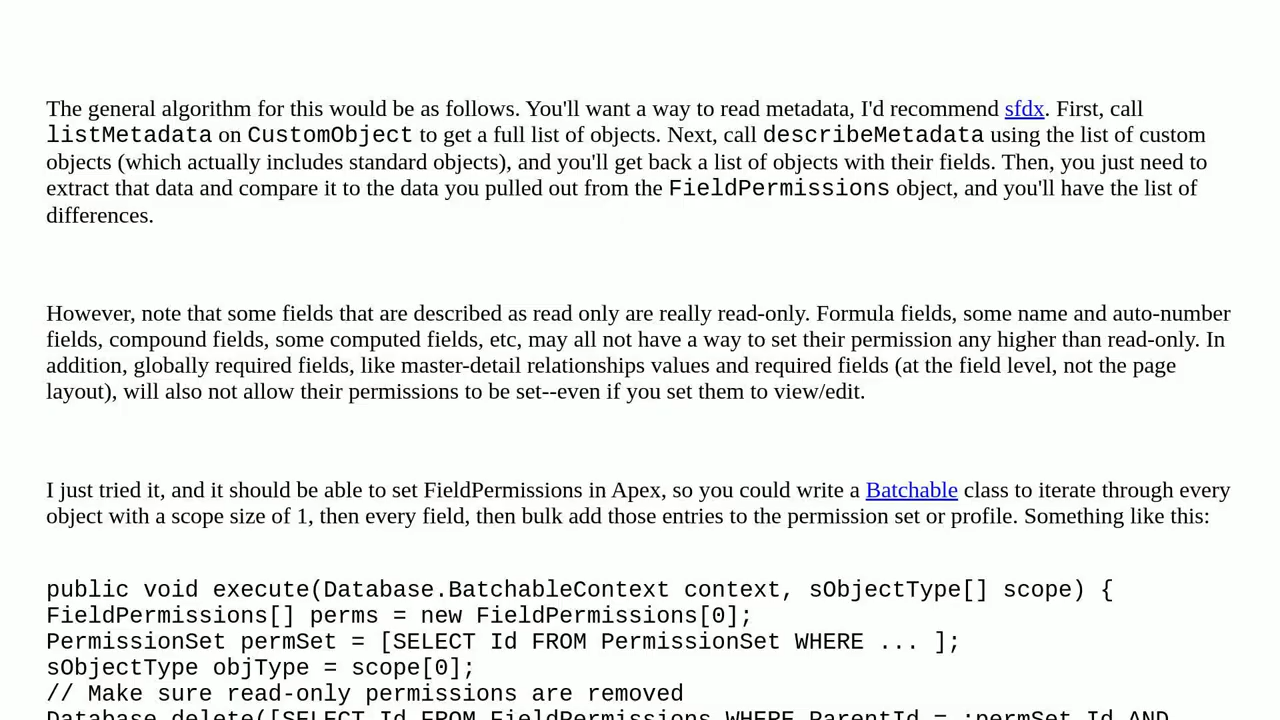 The general algorithm for this would be as follows. You'll want a way to read metadata, I'd recommend sfdx. First, call
listMetadata on CustomObject to get a full list of objects. Next, call describeMetadata using the list of custom
objects (which actually includes standard objects), and you'll get back a list of objects with their fields. Then, you just need to
extract that data and compare it to the data you pulled out from the FieldPermissions object, and you'll have the list of
differences.
However, note that some fields that are described as read only are really read-only. Formula fields, some name and auto-number
fields, compound fields, some computed fields, etc, may all not have a way to set their permission any higher than read-only. In
addition, globally required fields, like master-detail relationships values and required fields (at the field level, not the page
layout), will also not allow their permissions to be set--even if you set them to view/edit.
I just tried it, and it should be able to set FieldPermissions in Apex, so you could write a Batchable class to iterate through every
object with a scope size of 1, then every field, then bulk add those entries to the permission set or profile. Something like this:
public void execute(Database.BatchableContext context, sObjectType[] scope) {
FieldPermissions[] perms = new FieldPermissions[0];
PermissionSet permSet = [SELECT Id FROM PermissionSet WHERE ... ];
sObjectType objType = scope[0];
// Make sure read-only permissions are removed
Database.delete([SELECT Id FROM FieldPermissions WHERE ParentId = :permSet.Id AND